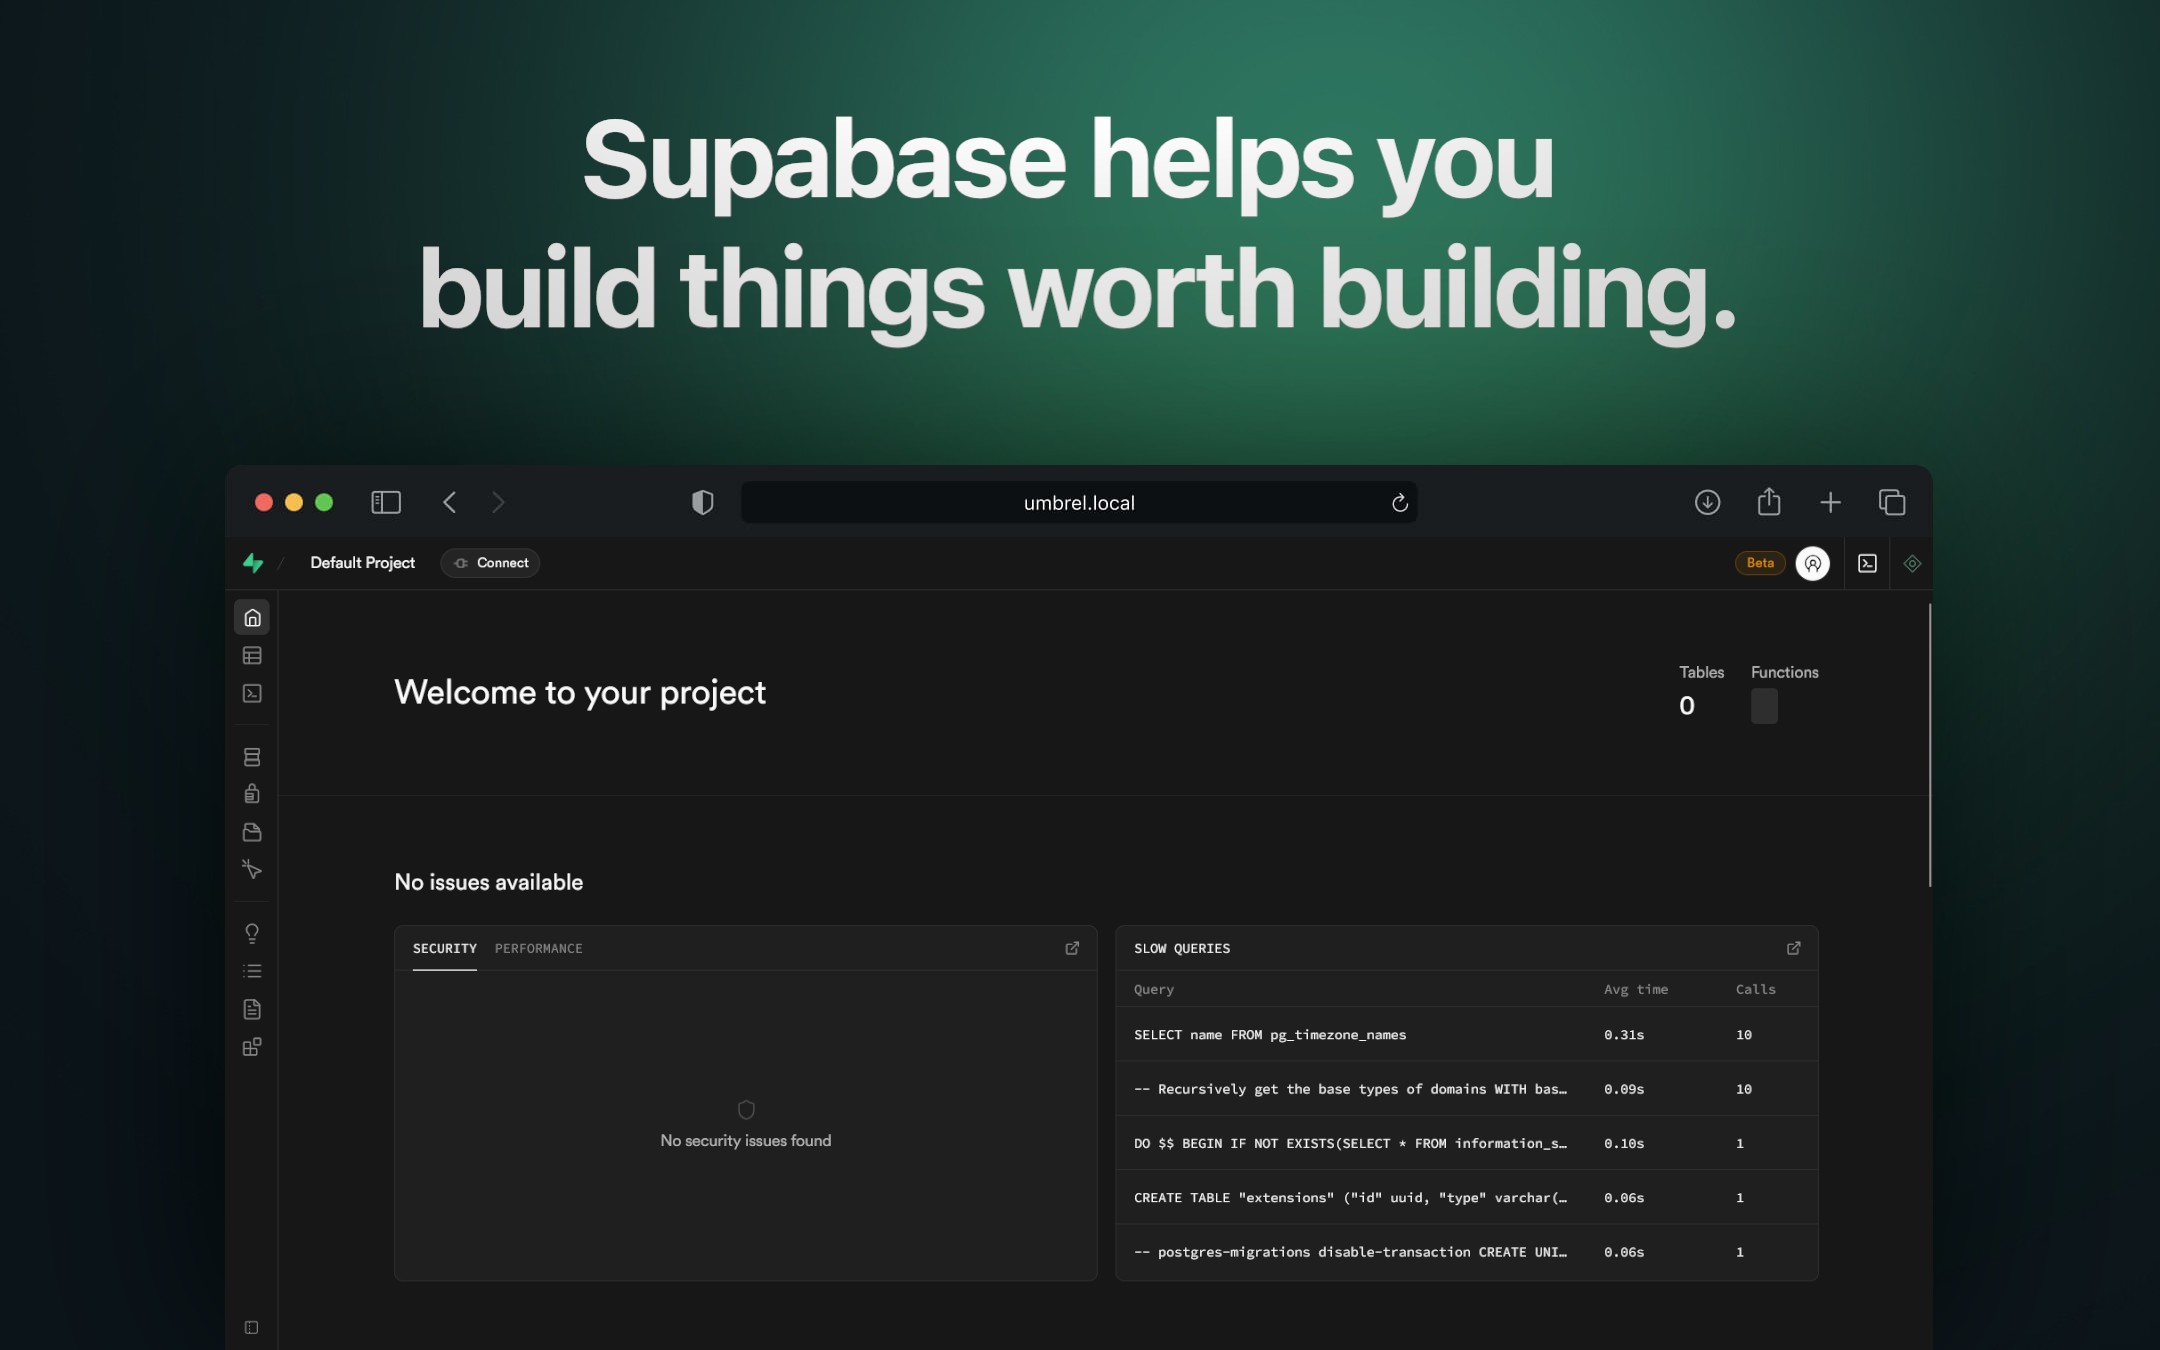 Supabase helps you
build things worth building.
umbrel.local
Default Project
Connect
Beta
Welcome to your project
Tables
Functions
0
No issues available
SECURITY PERFORMANCE
No security issues found
SLOW QUERIES
Query Avg time Calls
SELECT name FROM pg_timezone_names 0.31s 10
-- Recursively get the base types of domains WITH bas… 0.09s 10
DO $$ BEGIN IF NOT EXISTS(SELECT * FROM information_s… 0.10s 1
CREATE TABLE "extensions" ("id" uuid, "type" varchar(… 0.06s 1
-- postgres-migrations disable-transaction CREATE UNI… 0.06s 1